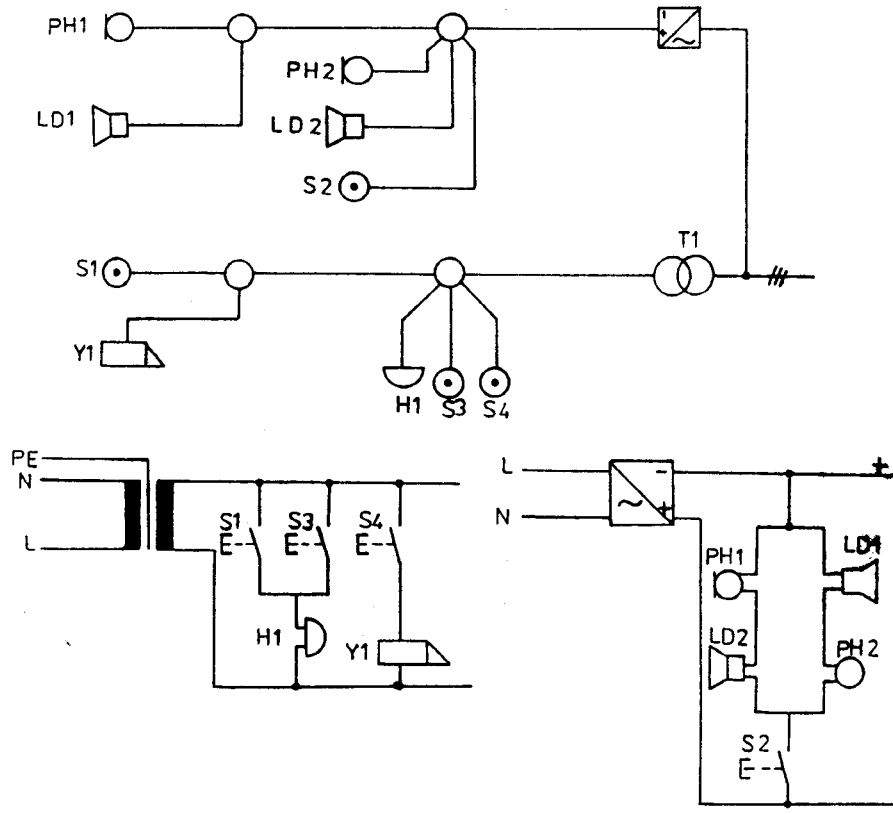 PH1
PH2
LD1
LD2
S2
T1
S1
Y1
H1
S3
S4
PE
N
L
S1
S3
S4
H1
Y1
L
N
-
+
~
+
PH1
LD1
LD2
PH2
S2